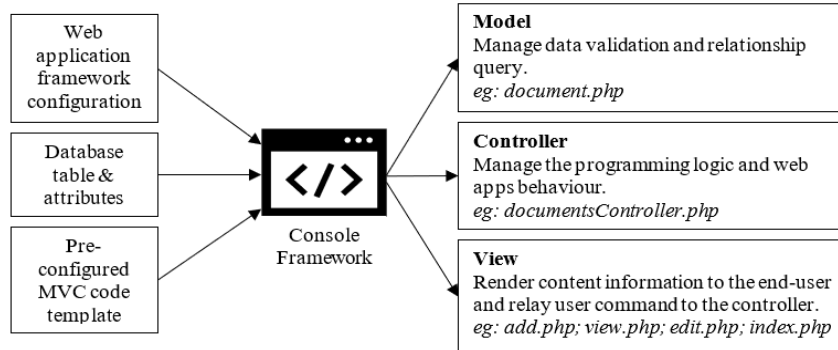 Web
application
framework
configuration
Database
table & attributes
Pre-
configured
MVC code
template
</>
Console
Framework
Model
Manage data validation and relationship
query.
eg: document.php
Controller
Manage the programming logic and web
apps behaviour.
eg: documentsController.php
View
Render content information to the end-user
and relay user command to the controller.
eg: add.php; view.php; edit.php; index.php